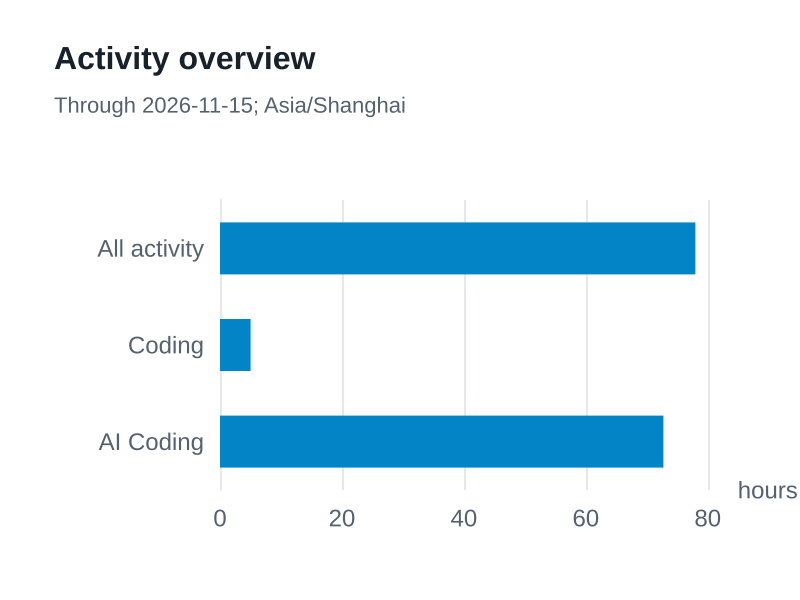 Activity overview
Through 2026-11-15; Asia/Shanghai
All activity
Coding
AI Coding
hours
0 20 40 60 80